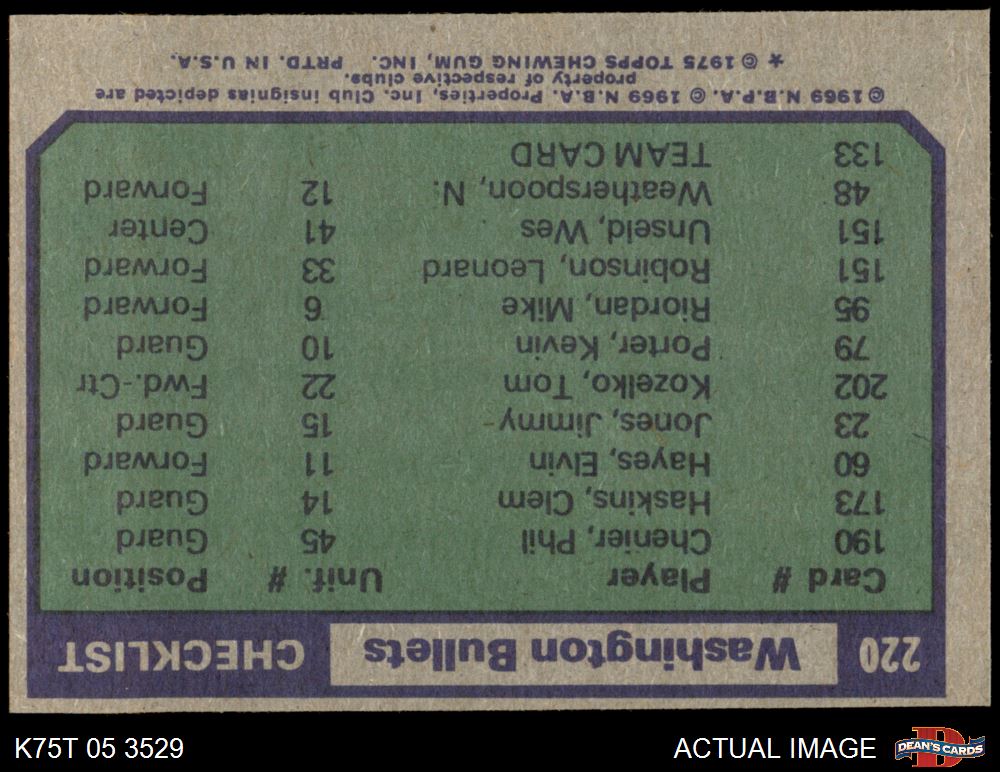 220 Washington Bullets CHECKLIST
Card # Player Unif. # Position
190 Chenier, Phil 45 Guard
173 Haskins, Clem 14 Guard
60 Hayes, Elvin 11 Forward
23 Jones, Jimmy 15 Guard
202 Kozelko, Tom 22 Fwd.-Ctr
79 Porter, Kevin 10 Guard
95 Riordan, Mike 6 Forward
151 Robinson, Leonard 33 Forward
151 Unseld, Wes 41 Center
48 Weatherspoon, N. 12 Forward
133 TEAM CARD
© 1969 N.B.P.A. © 1969 N.B.A. Properties, Inc. Club insignias depicted are
property of respective clubs.
★ © 1975 TOPPS CHEWING GUM, INC. PRTD. IN U.S.A.
K75T 05 3529 ACTUAL IMAGE DEAN'S CARDS